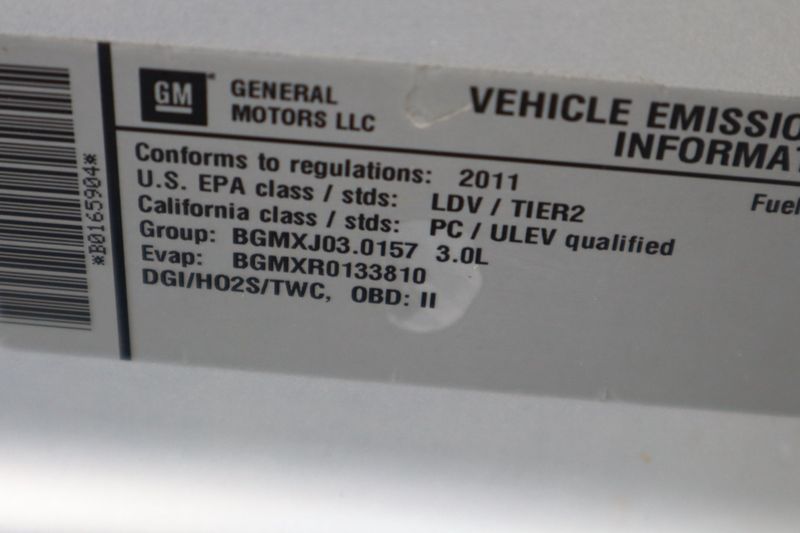 *B0165904*
GM
GENERAL
MOTORS LLC
VEHICLE EMISSIO
INFORMAT
Conforms to regulations: 2011
Fuel
U.S. EPA class / stds: LDV / TIER2
California class / stds: PC / ULEV qualified
Group: BGMXJ03.0157 3.0L
Evap: BGMXR0133810
DGI/HO2S/TWC, OBD: II